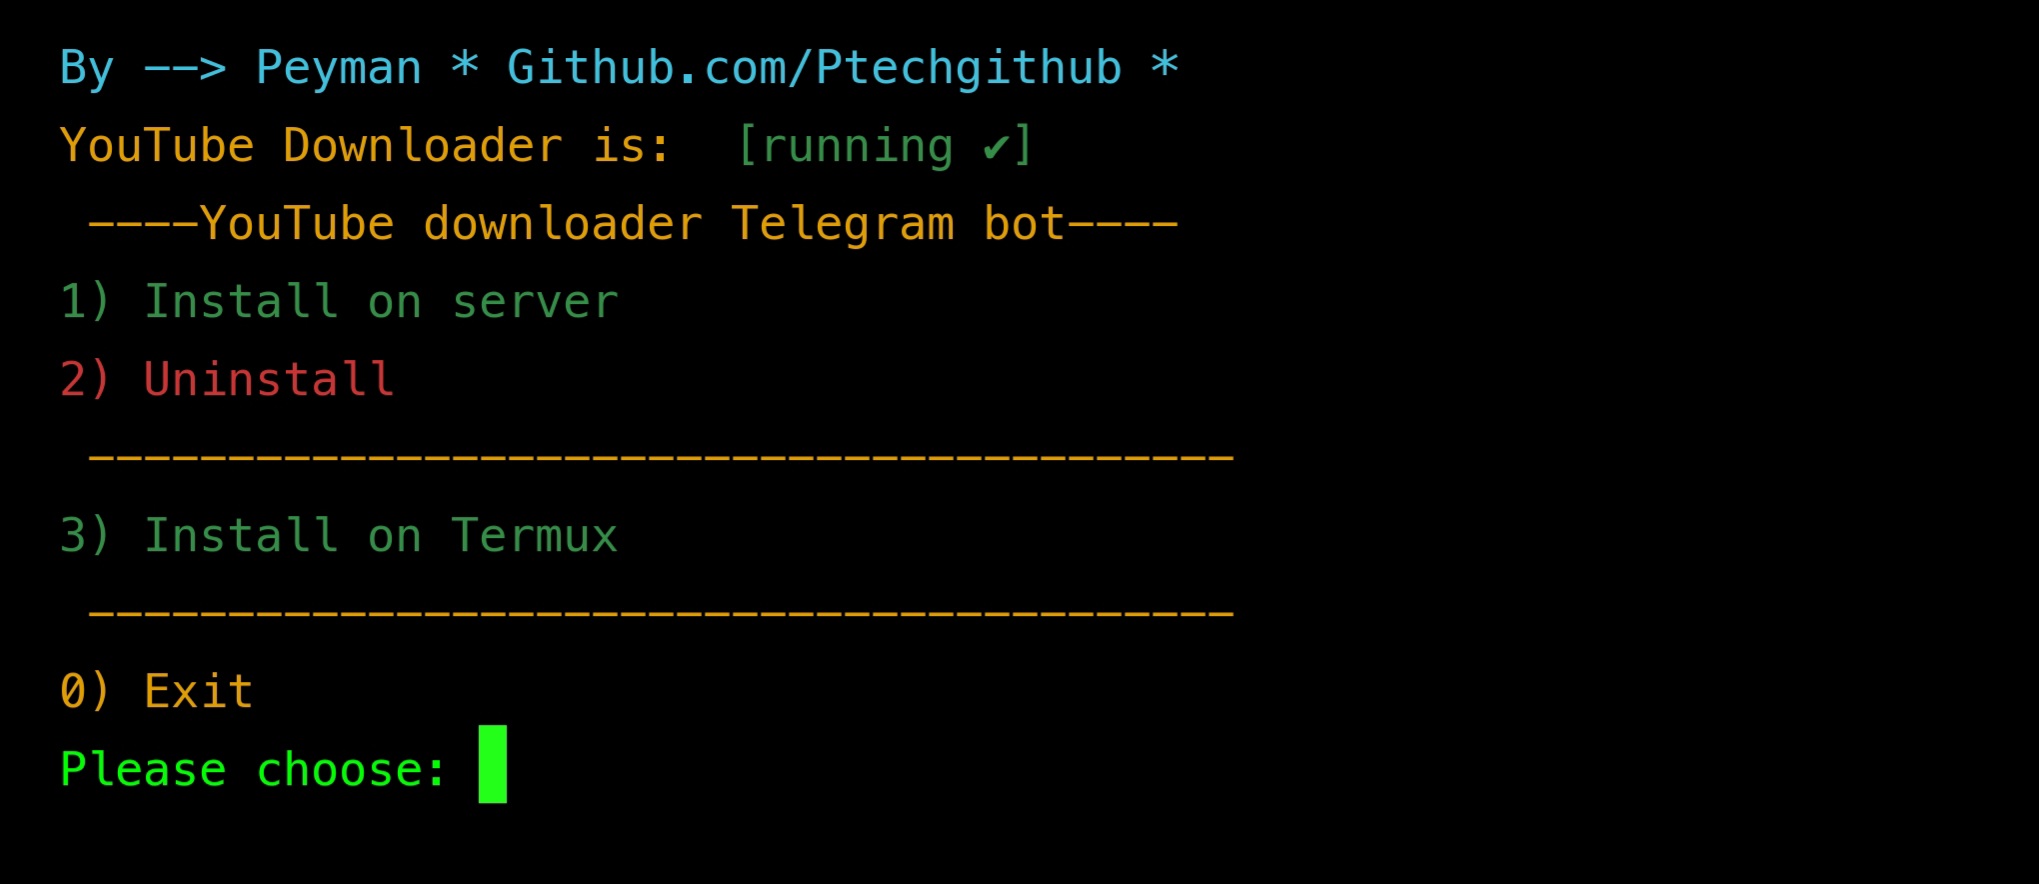 By --> Peyman * Github.com/Ptechgithub *
YouTube Downloader is:  [running ✔]
 ----YouTube downloader Telegram bot----
1) Install on server
2) Uninstall
 -----------------------------------------
3) Install on Termux
 -----------------------------------------
0) Exit
Please choose: